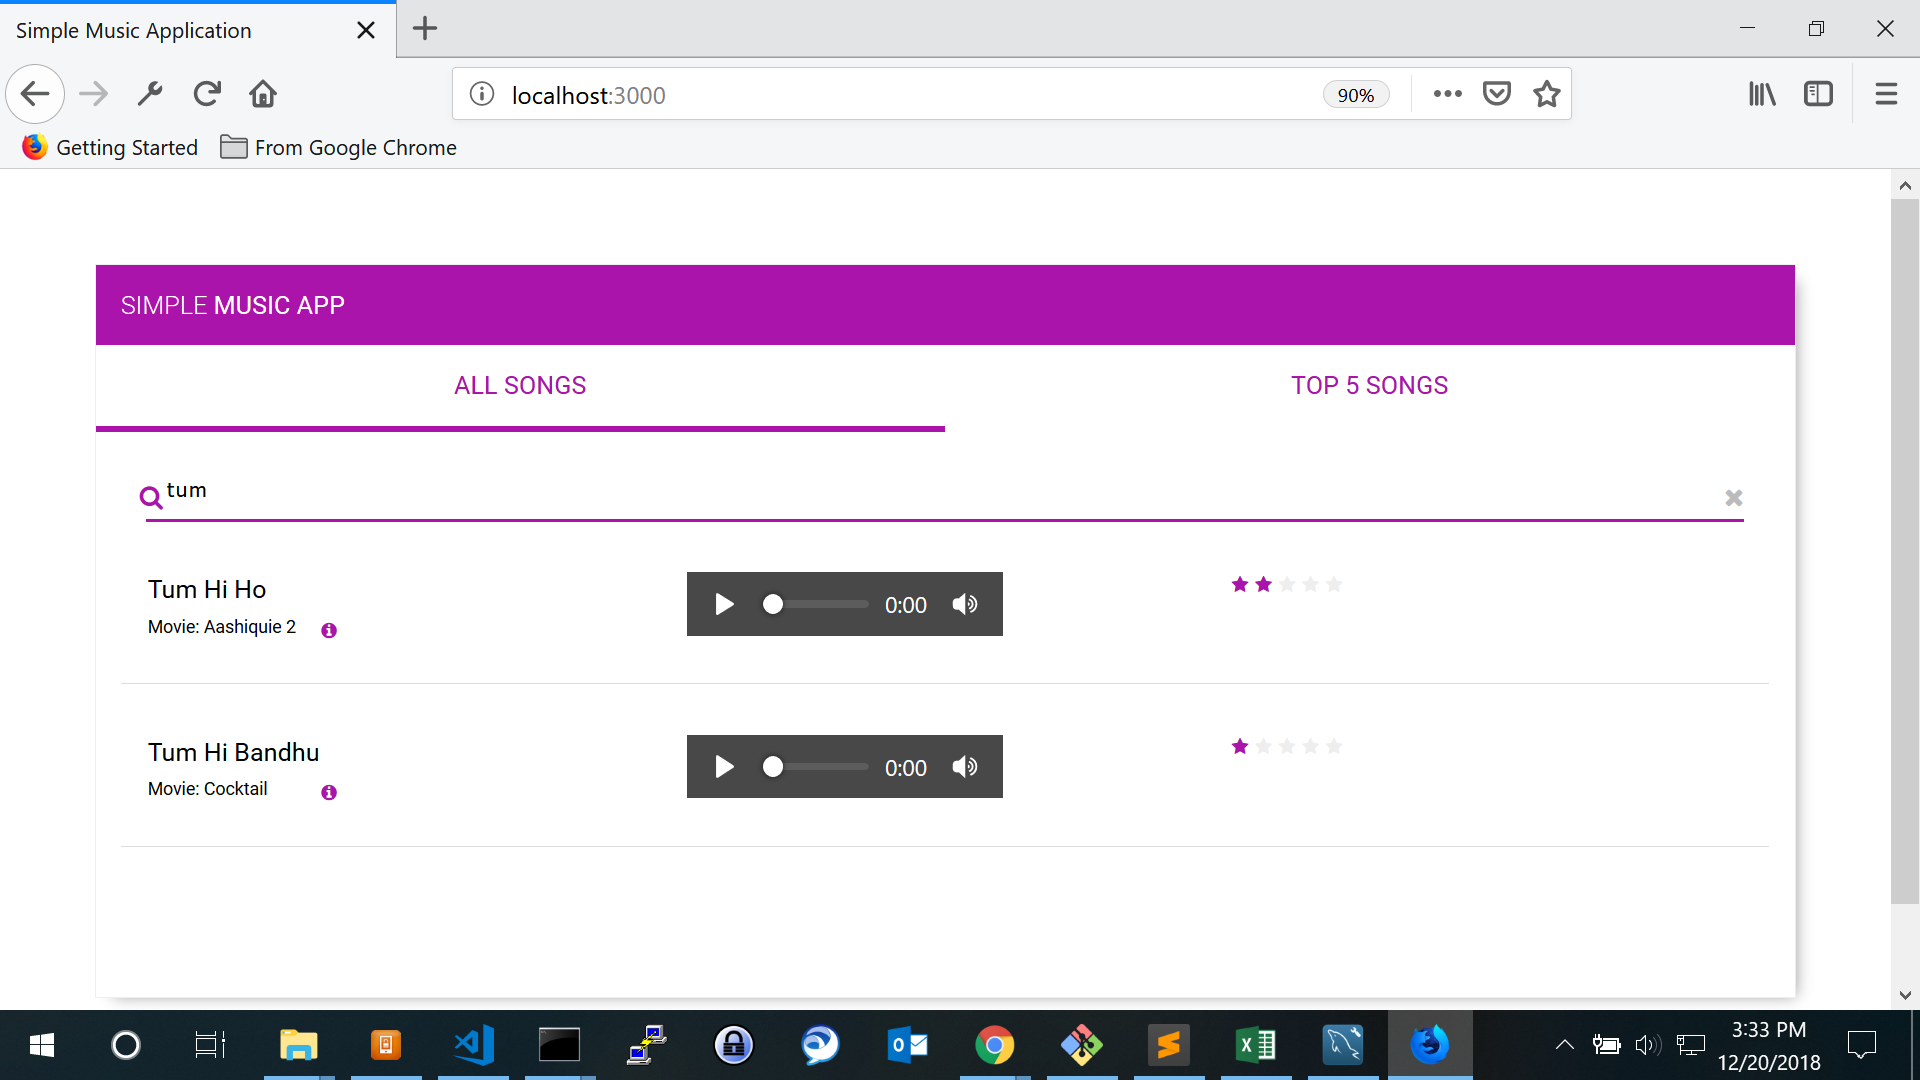 Simple Music Application
localhost:3000
90%
Getting Started
From Google Chrome
SIMPLE MUSIC APP
ALL SONGS
TOP 5 SONGS
tum
Tum Hi Ho
Movie: Aashiquie 2
0:00
Tum Hi Bandhu
Movie: Cocktail
0:00
3:33 PM
12/20/2018